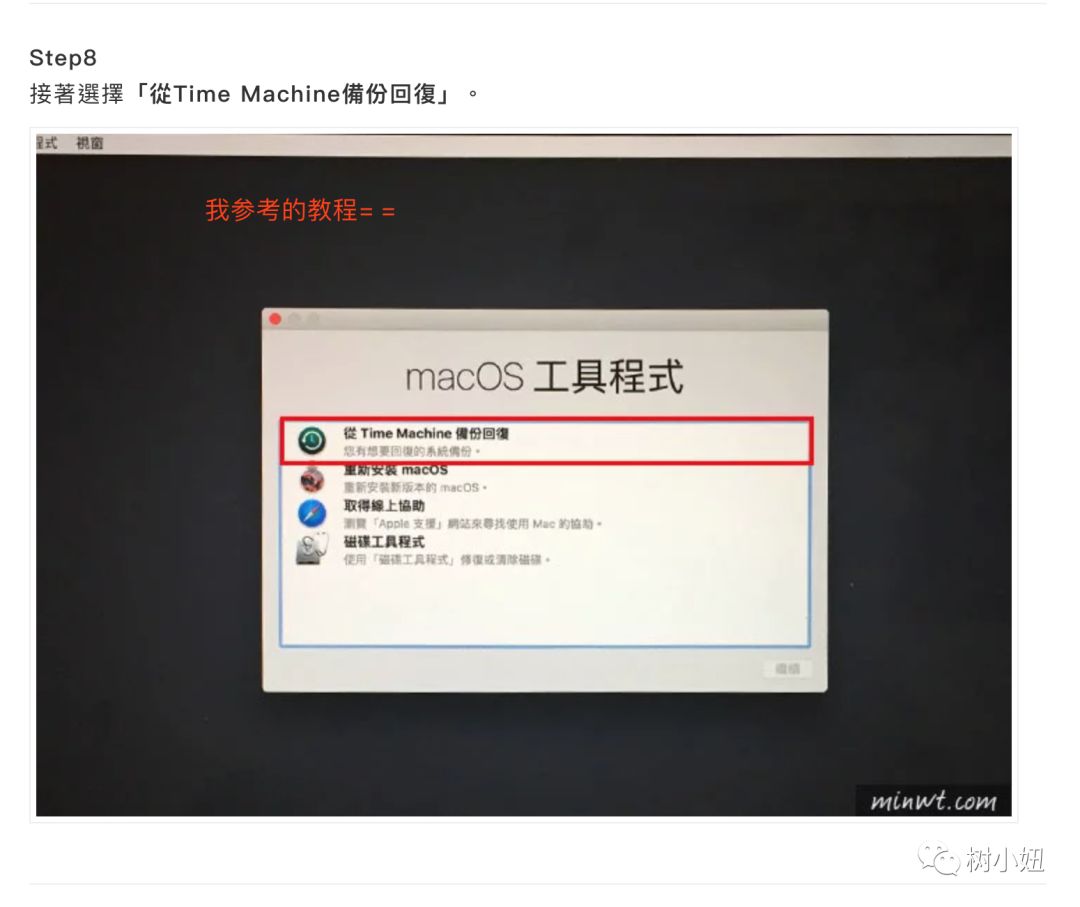 Step8
接著選擇「從Time Machine備份回復」。
程式 視窗
我参考的教程= =
macOS 工具程式
從 Time Machine 備份回復
您有想要回復的系統備份。
重新安裝 macOS
重新安裝新版本的 macOS。
取得線上協助
瀏覽「Apple 支援」網站來尋找使用 Mac 的協助。
磁碟工具程式
使用「磁碟工具程式」修復或清除磁碟。
繼續
minwt.com
树小妞